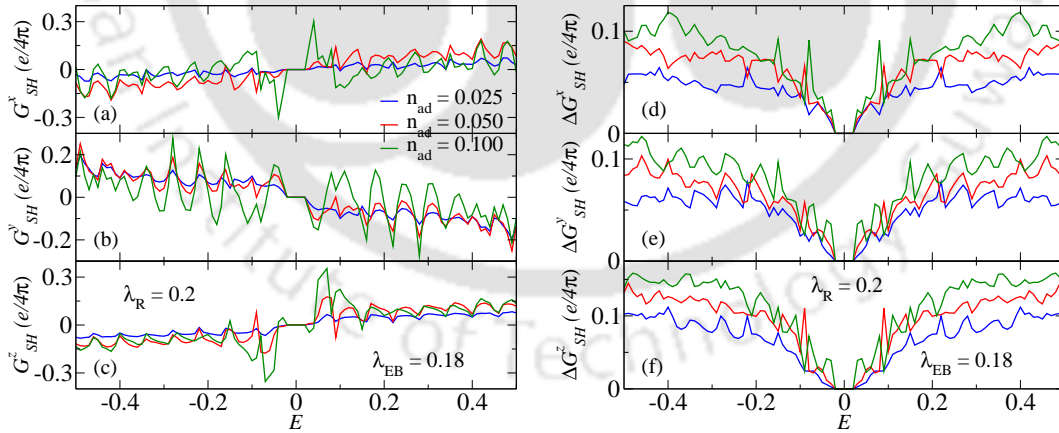 0.3
0
-0.3
G^x_SH (e/4π)
(a)
n_ad = 0.025
n_ad = 0.050
n_ad = 0.100
0.2
0
-0.2
G^y_SH (e/4π)
(b)
0.3
0
-0.3
G^z_SH (e/4π)
λ_R = 0.2
(c)
λ_EB = 0.18
-0.4 -0.2 0 0.2 0.4
E
0.1
ΔG^x_SH (e/4π)
(d)
0.1
ΔG^y_SH (e/4π)
(e)
0.1
0
ΔG^z_SH (e/4π)
λ_R = 0.2
(f)
λ_EB = 0.18
-0.4 -0.2 0 0.2 0.4
E